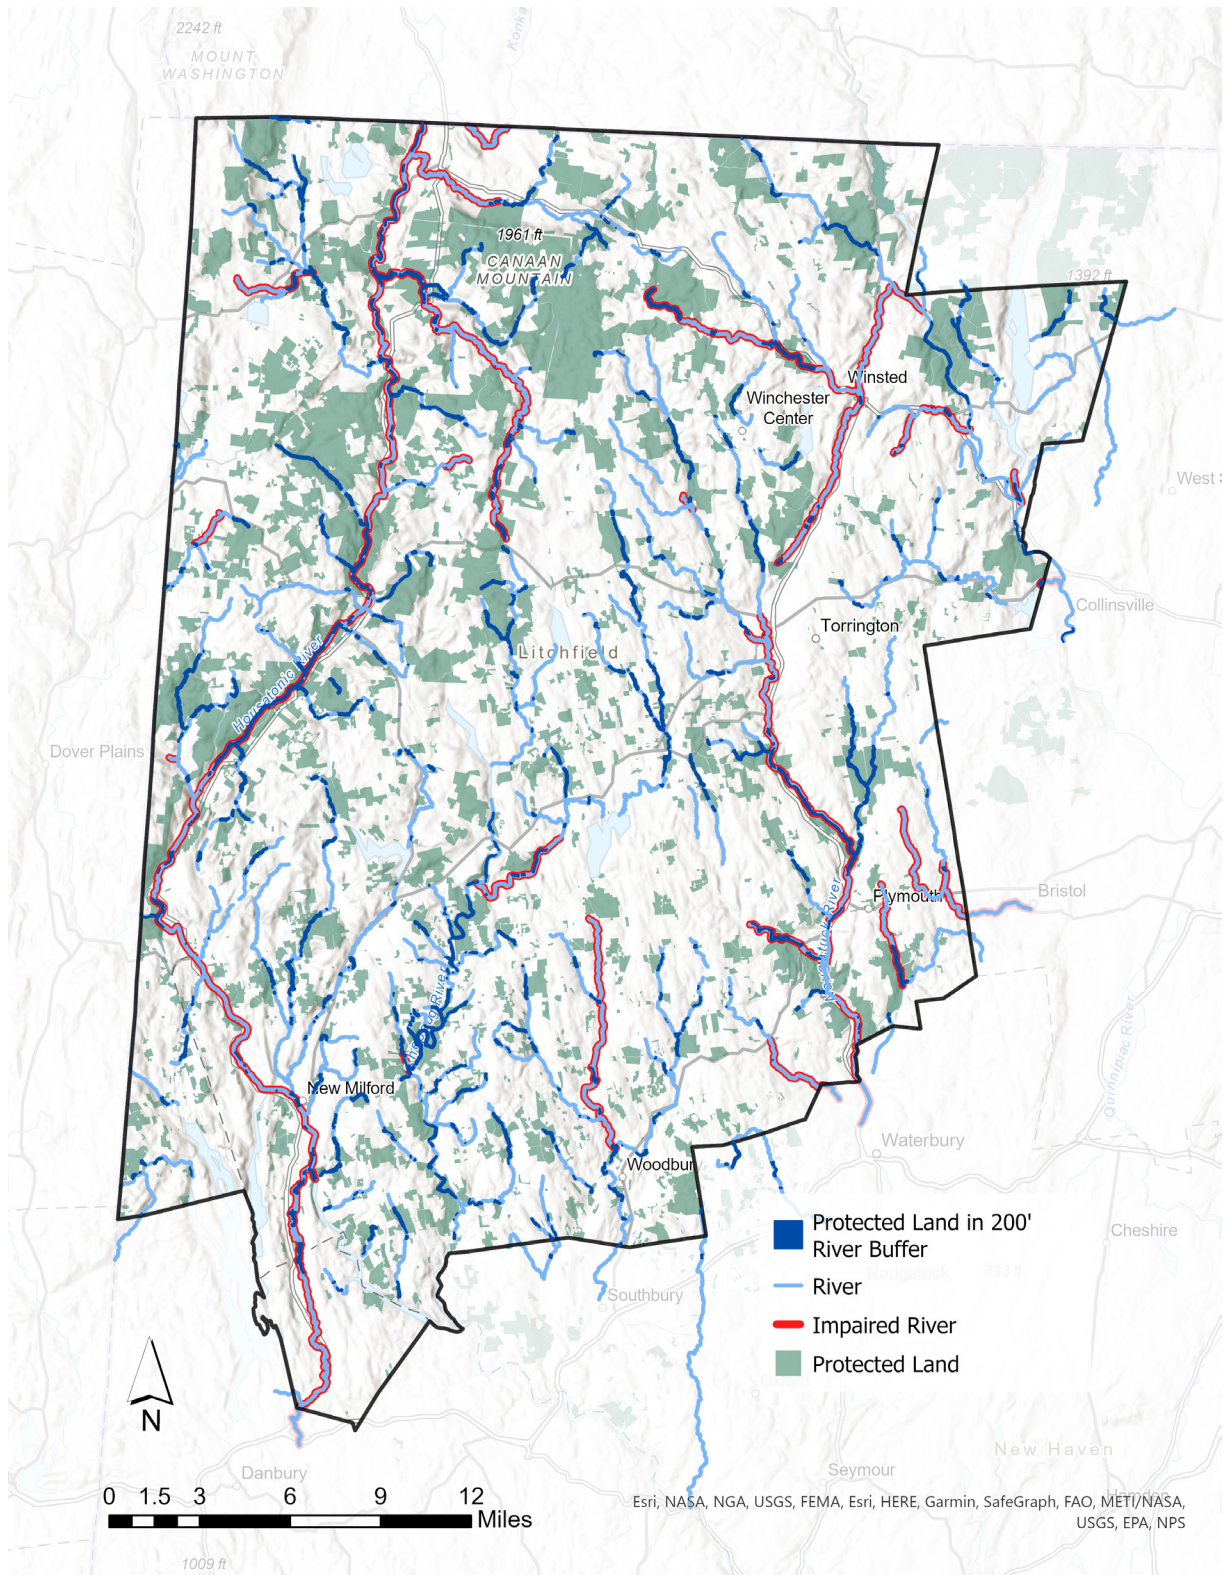 2242 ft
MOUNT
WASHINGTON
Konka
1961 ft
CANAAN
MOUNTAIN
1392 ft
Winsted
Winchester
Center
West
Collinsville
Torrington
Litchfield
Housatonic River
Dover Plains
Bristol
Plymouth
Naugatuck River
Shepaug River
Quinnipiac River
New Milford
Waterbury
Woodbury
Protected Land in 200'
River Buffer
Cheshire
Naugatuck
893 ft
River
Southbury
Impaired River
Protected Land
N
New Haven
Danbury
Seymour
Hamden
0 1.5 3 6 9 12
Miles
Esri, NASA, NGA, USGS, FEMA, Esri, HERE, Garmin, SafeGraph, FAO, METI/NASA,
USGS, EPA, NPS
1009 ft